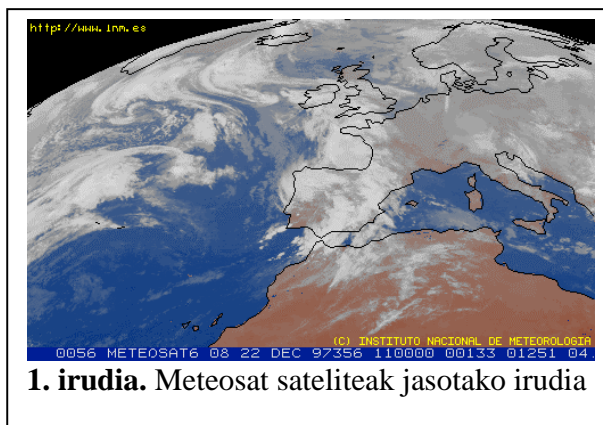 http://www.inm.es
(C) INSTITUTO NACIONAL DE METEOROLOGIA
0056 METEOSAT6 08 22 DEC 97356 110000 00133 01251 04.
1. irudia. Meteosat sateliteak jasotako irudia